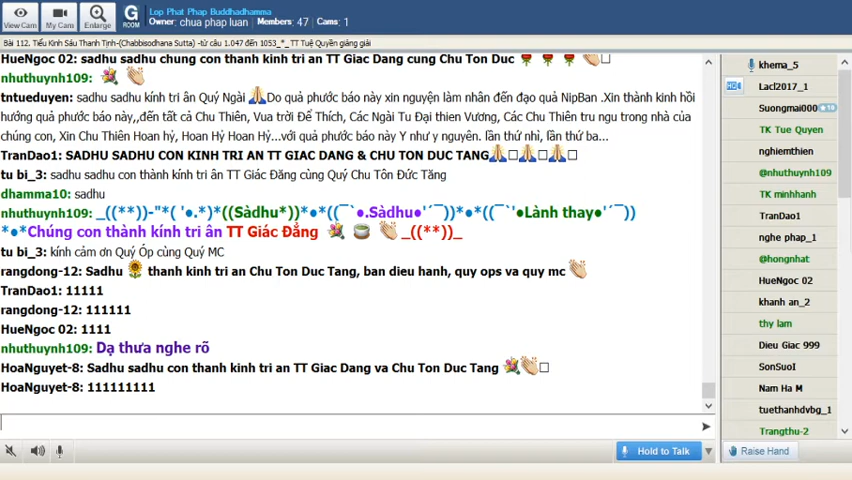 Lop Phat Phap Buddhadhamma
Owner: chua phap luan Members: 47 Cams: 1
View Cam
My Cam
Enlarge
G
ROOM
Bài 112. Tiểu Kinh Sáu Thanh Tịnh-(Chabbisodhana Sutta) -từ câu 1.047 đến 1053_*_ TT Tuệ Quyền giảng giải
HueNgoc 02: sadhu sadhu chung con thanh kinh tri an TT Giac Dang cung Chu Ton Duc
nhuthuynh109:
tntueduyen: sadhu sadhu kính tri ân Quý Ngài 🙏Do quả phước báo này xin nguyện làm nhân đến đạo quả NipBan .Xin thành kinh hồi
hướng quả phước báo này,,đến tất cả Chư Thiên, Vua trời Để Thích, Các Ngài Tu Đại thien Vương, Các Chu Thiên tru ngu trong nhà của
chúng con, Xin Chu Thiên Hoan hỷ, Hoan Hỷ Hoan Hỷ...với quả phước báo này Y như y nguyên. lần thứ nhì, lần thứ ba...
TranDao1: SADHU SADHU CON KINH TRI AN TT GIAC DANG & CHU TON DUC TANG🙏□🙏□🙏□
tu bi_3: sadhu sadhu con thành kính tri ân TT Giác Đăng cùng Quý Chư Tôn Đức Tăng
dhamma10: sadhu
nhuthuynh109: _((**))-"*( '●.*)*((Sàdhu*))*●*((¯`●.Sàdhu●'´¯))*●*((¯`'●Lành thay●'´¯))
*●*Chúng con thành kính tri ân TT Giác Đẳng _((**))_
tu bi_3: kính cảm ơn Quý Ốp cùng Quý MC
rangdong-12: Sadhu 🌻 thanh kinh tri an Chu Ton Duc Tang, ban dieu hanh, quy ops va quy mc 👏
TranDao1: 11111
rangdong-12: 111111
HueNgoc 02: 1111
nhuthuynh109: Dạ thưa nghe rõ
HoaNguyet-8: Sadhu sadhu con thanh kinh tri an TT Giac Dang va Chu Ton Duc Tang 💐👏□
HoaNguyet-8: 111111111
Hold to Talk
khema_5
HD
Lacl2017_1
Suongmai000
TK Tue Quyen
nghiemthien
@nhuthuynh109
TK minhhanh
TranDao1
nghe phap_1
@hongnhat
HueNgoc 02
khanh an_2
thy lam
Dieu Giac 999
SonSuoI
Nam Ha M
tuethanhdvbg_1
Trangthu-2
Raise Hand